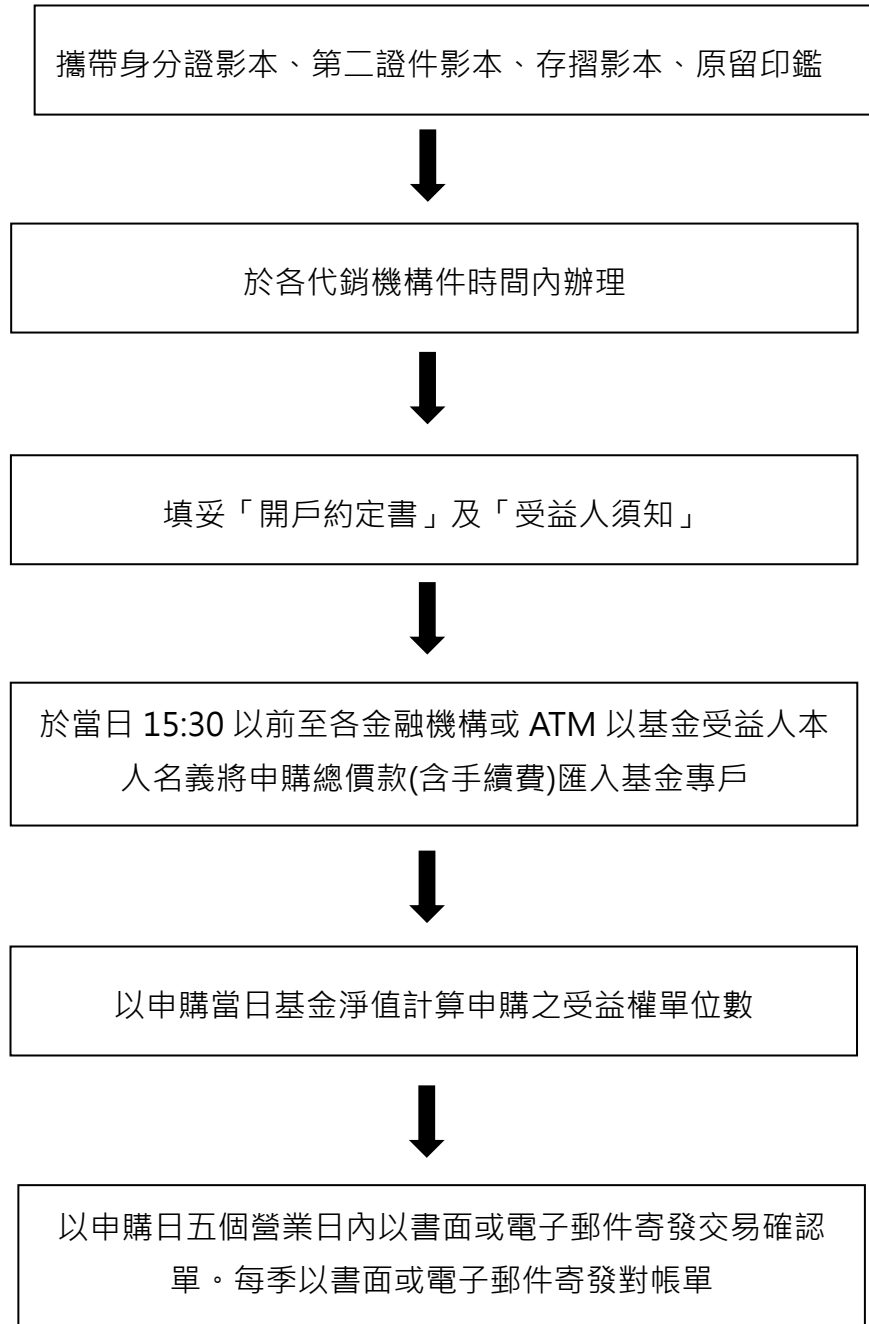 攜帶身分證影本、第二證件影本、存摺影本、原留印鑑
於各代銷機構件時間內辦理
填妥「開戶約定書」及「受益人須知」
於當日 15:30 以前至各金融機構或 ATM 以基金受益人本
人名義將申購總價款(含手續費)匯入基金專戶
以申購當日基金淨值計算申購之受益權單位數
以申購日五個營業日內以書面或電子郵件寄發交易確認
單。每季以書面或電子郵件寄發對帳單